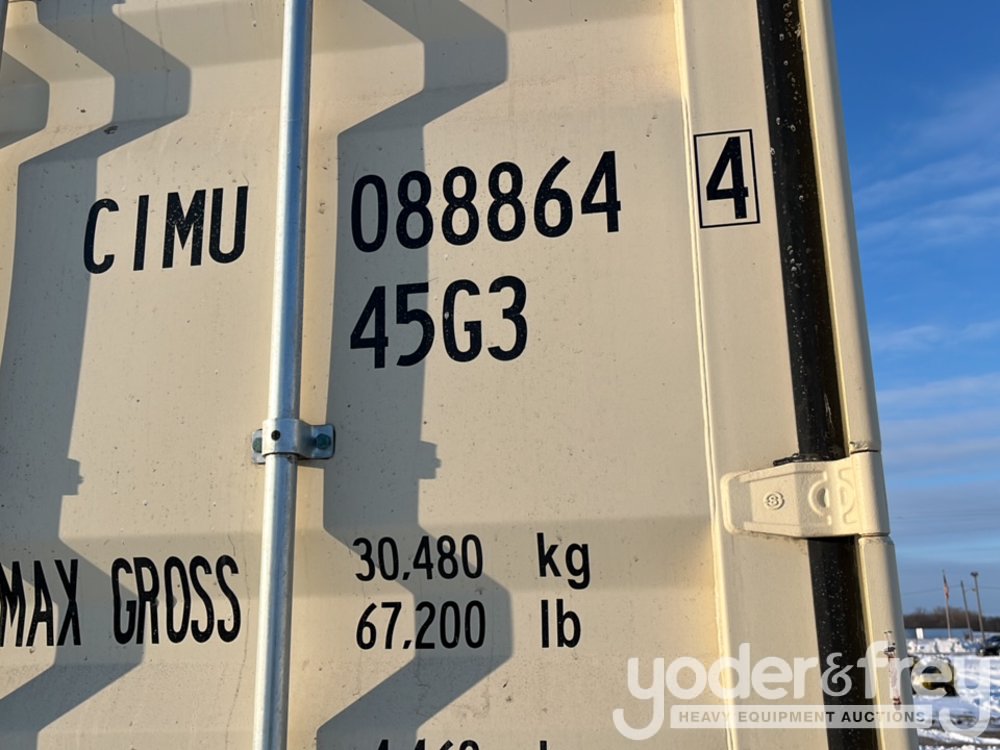 CIMU 088864 4
45G3
MAX GROSS 30,480 kg
67,200 lb
yoder&frey
HEAVY EQUIPMENT AUCTIONS